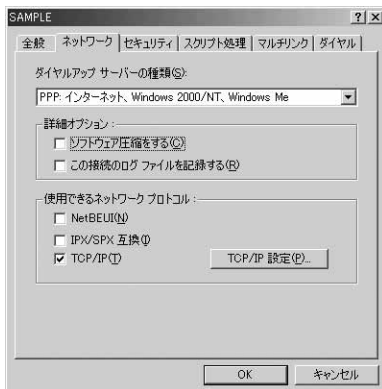 SAMPLE
全般 ネットワーク セキュリティ スクリプト処理 マルチリンク ダイヤル
ダイヤルアップ サーバーの種類(S):
PPP: インターネット、Windows 2000/NT、Windows Me
詳細オプション:
ソフトウェア圧縮をする(C)
この接続のログ ファイルを記録する(R)
使用できるネットワーク プロトコル:
NetBEUI(N)
IPX/SPX 互換(I)
TCP/IP(T)
TCP/IP 設定(P)...
OK キャンセル